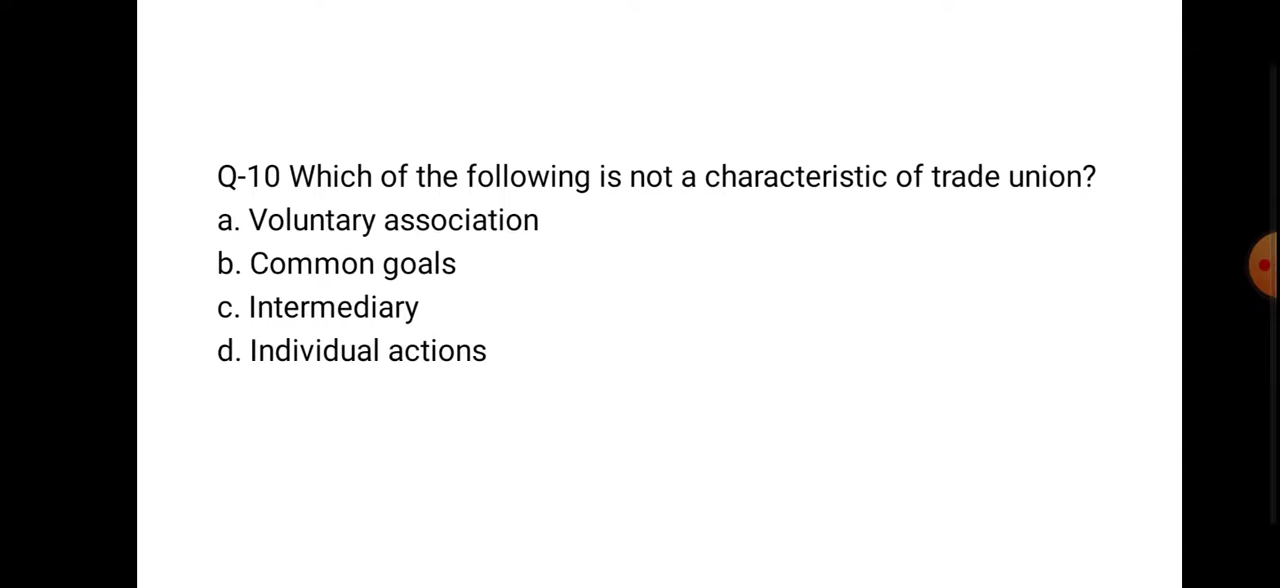 Q-10 Which of the following is not a characteristic of trade union?
a. Voluntary association
b. Common goals
c. Intermediary
d. Individual actions